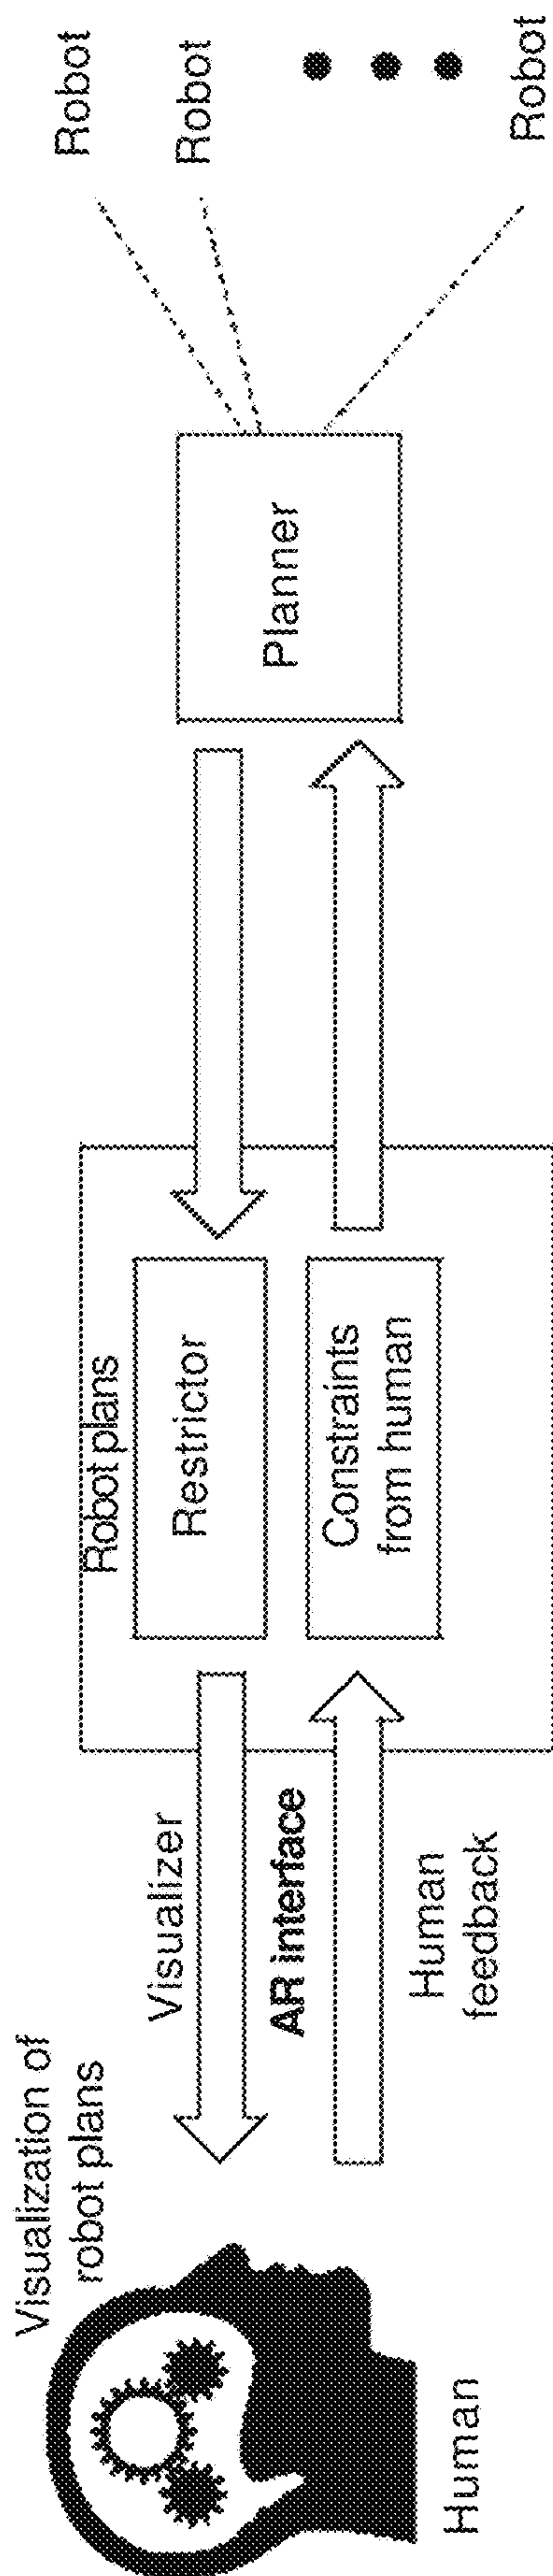 Visualization of
robot plans
Human
Visualizer
AR interface
Human
feedback
Robot plans
Restrictor
Constraints
from human
Planner
Robot
Robot
Robot